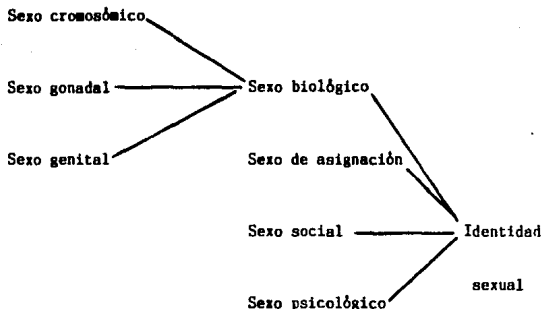 Sexo cromosómico
Sexo gonadal
Sexo biológico
Sexo genital
Sexo de asignación
Sexo social
Identidad
sexual
Sexo psicológico